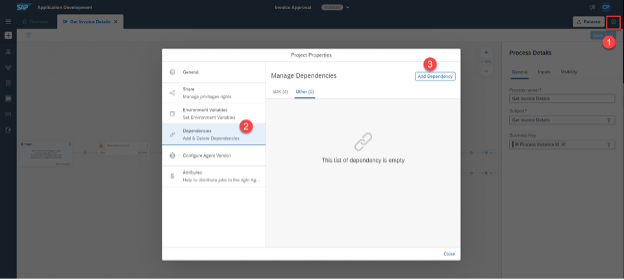 SAP Application Development
Invoice Approval
Overview
Get Invoice Details
Release
1
Project Properties
General
Share
Manage privileges rights
Environment Variables
Set Environment Variables
Dependencies
Add & Delete Dependencies
2
Configure Agent Version
Attributes
Help to distribute jobs to the right Ag...
Manage Dependencies
3
Add Dependency
Other (0)
This list of dependency is empty
Close
Process Details
General
Inputs
Visibility
Process name *
Get Invoice Details
Subject *
Get Invoice Details
Business Key
Process Instance ID